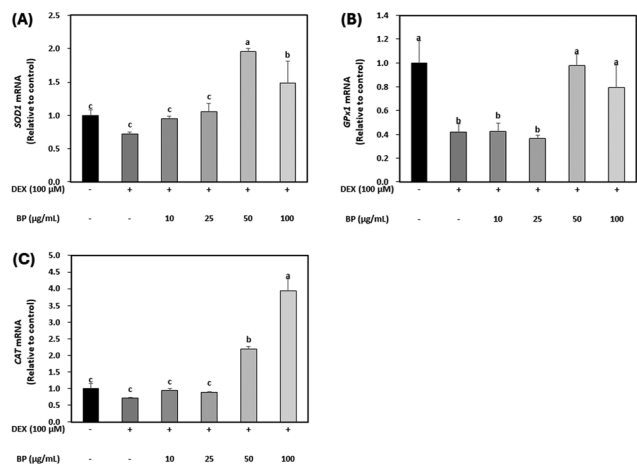 (A)
SOD1 mRNA
(Relative to control)
2.5
2.0
1.5
1.0
0.5
0.0
c c c c a b
DEX (100 μM) - + + + + +
BP (μg/mL) - - 10 25 50 100
(B)
GPx1 mRNA
(Relative to control)
1.4
1.2
1.0
0.8
0.6
0.4
0.2
0.0
a b b b a a
DEX (100 μM) - + + + + +
BP (μg/mL) - - 10 25 50 100
(C)
CAT mRNA
(Relative to control)
5.0
4.5
4.0
3.5
3.0
2.5
2.0
1.5
1.0
0.5
0.0
c c c c b a
DEX (100 μM) - + + + + +
BP (μg/mL) - - 10 25 50 100